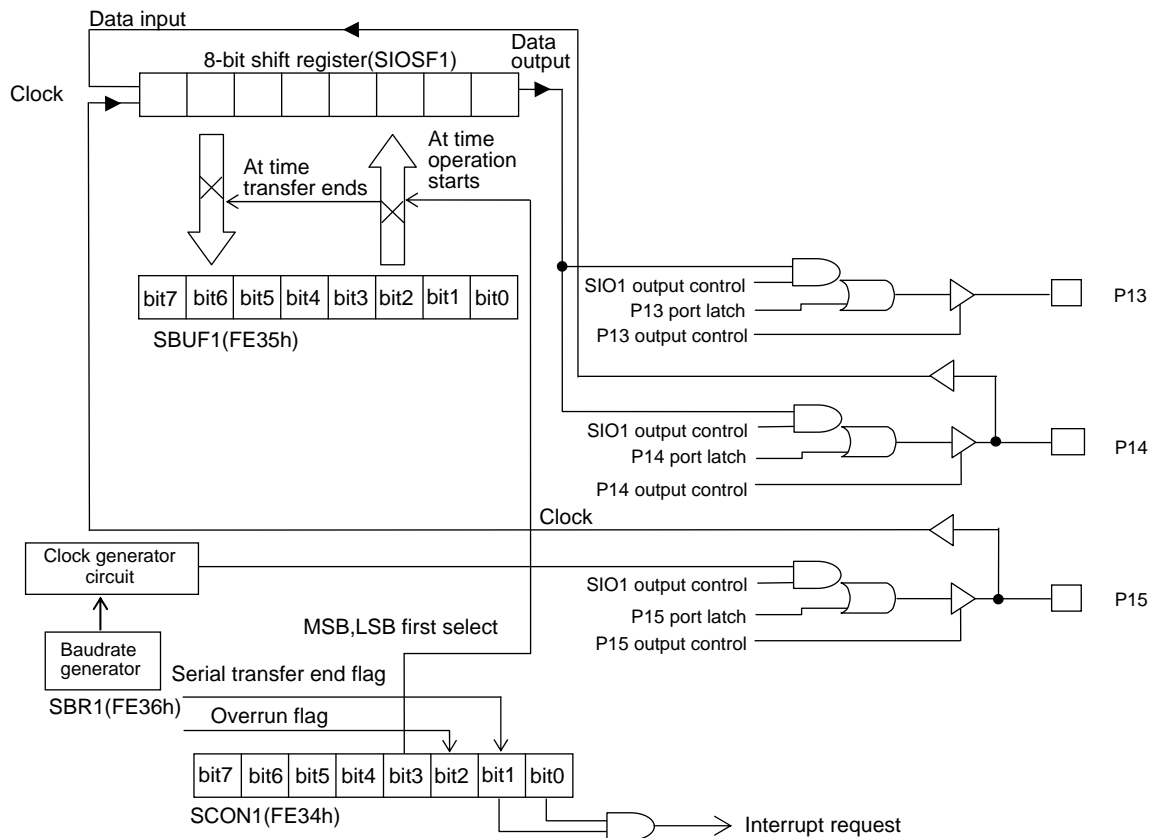 Data input
8-bit shift register(SIOSF1)
Data
output
Clock
At time
transfer ends
At time
operation
starts
bit7 bit6 bit5 bit4 bit3 bit2 bit1 bit0
SBUF1(FE35h)
SIO1 output control
P13 port latch
P13 output control
P13
SIO1 output control
P14 port latch
P14 output control
P14
Clock
Clock generator
circuit
SIO1 output control
P15 port latch
P15 output control
P15
MSB,LSB first select
Baudrate
generator
SBR1(FE36h)
Serial transfer end flag
Overrun flag
bit7 bit6 bit5 bit4 bit3 bit2 bit1 bit0
SCON1(FE34h)
Interrupt request